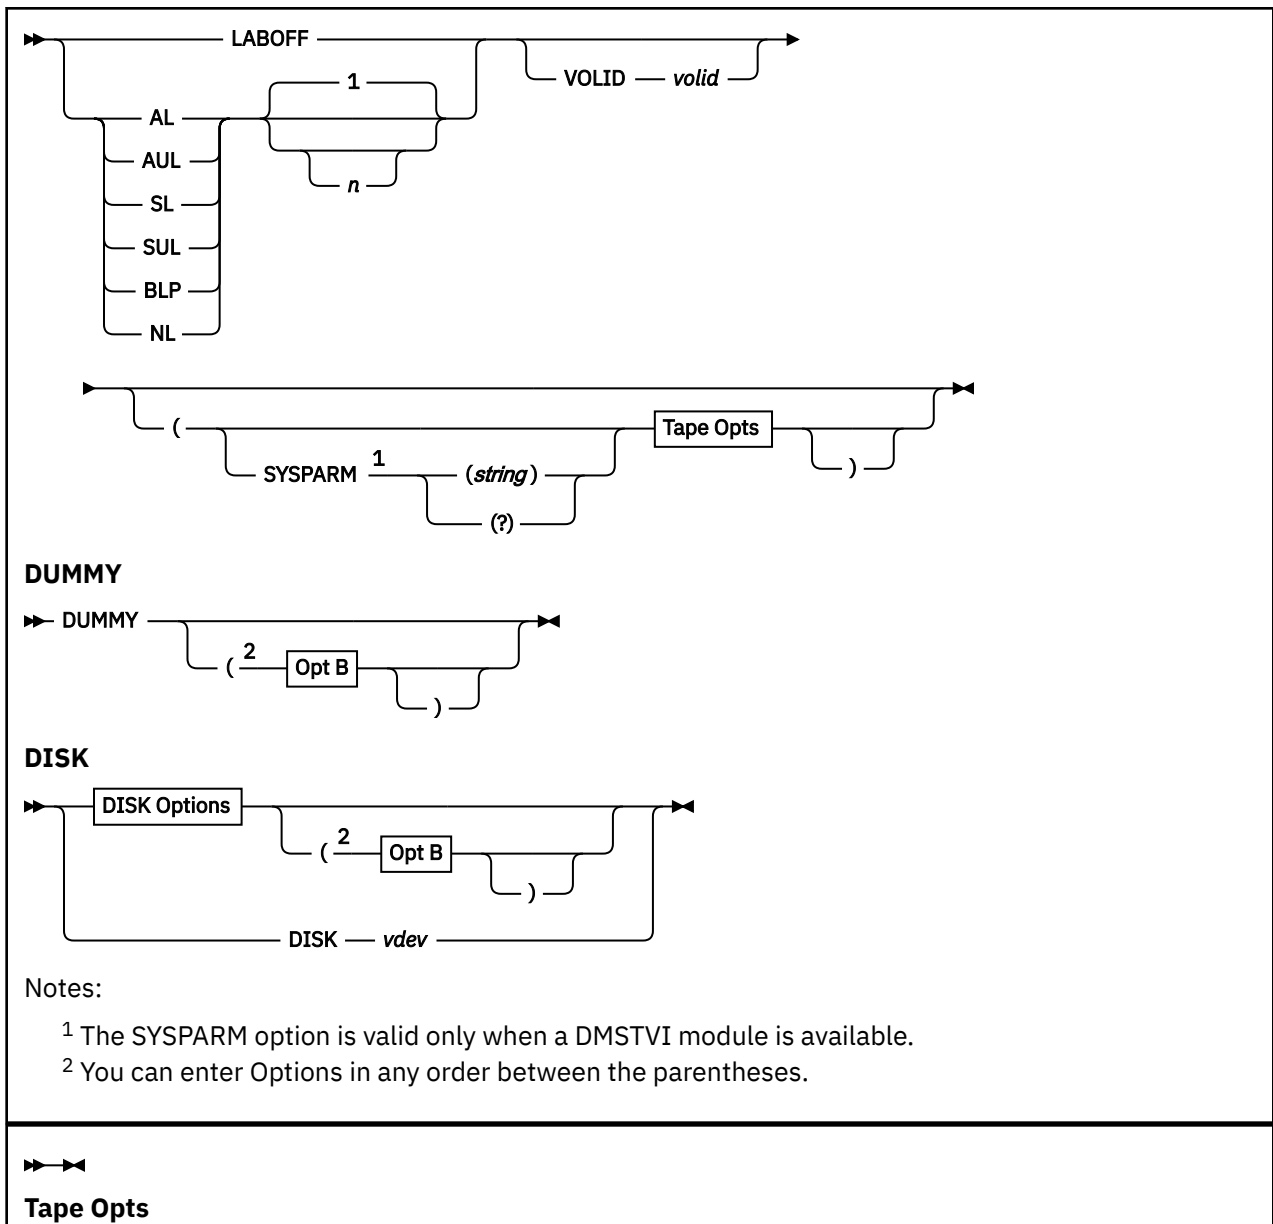 LABOFF
VOLID volid
1
AL
AUL
n
SL
SUL
BLP
NL
( Tape Opts
SYSPARM 1 (string) )
(?)
DUMMY
DUMMY
( 2 Opt B
)
DISK
DISK Options
( 2 Opt B
)
DISK vdev
Notes:
1 The SYSPARM option is valid only when a DMSTVI module is available.
2 You can enter Options in any order between the parentheses.
Tape Opts